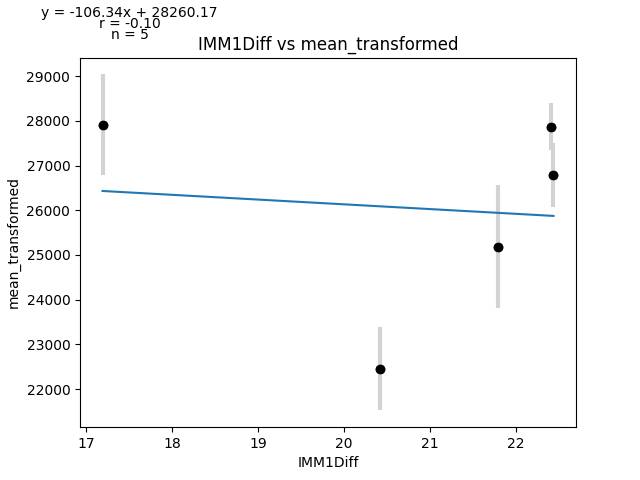 y = -106.34x + 28260.17
r = -0.10
n = 5
IMM1Diff vs mean_transformed
29000
28000
27000
26000
25000
24000
23000
22000
mean_transformed
17 18 19 20 21 22
IMM1Diff